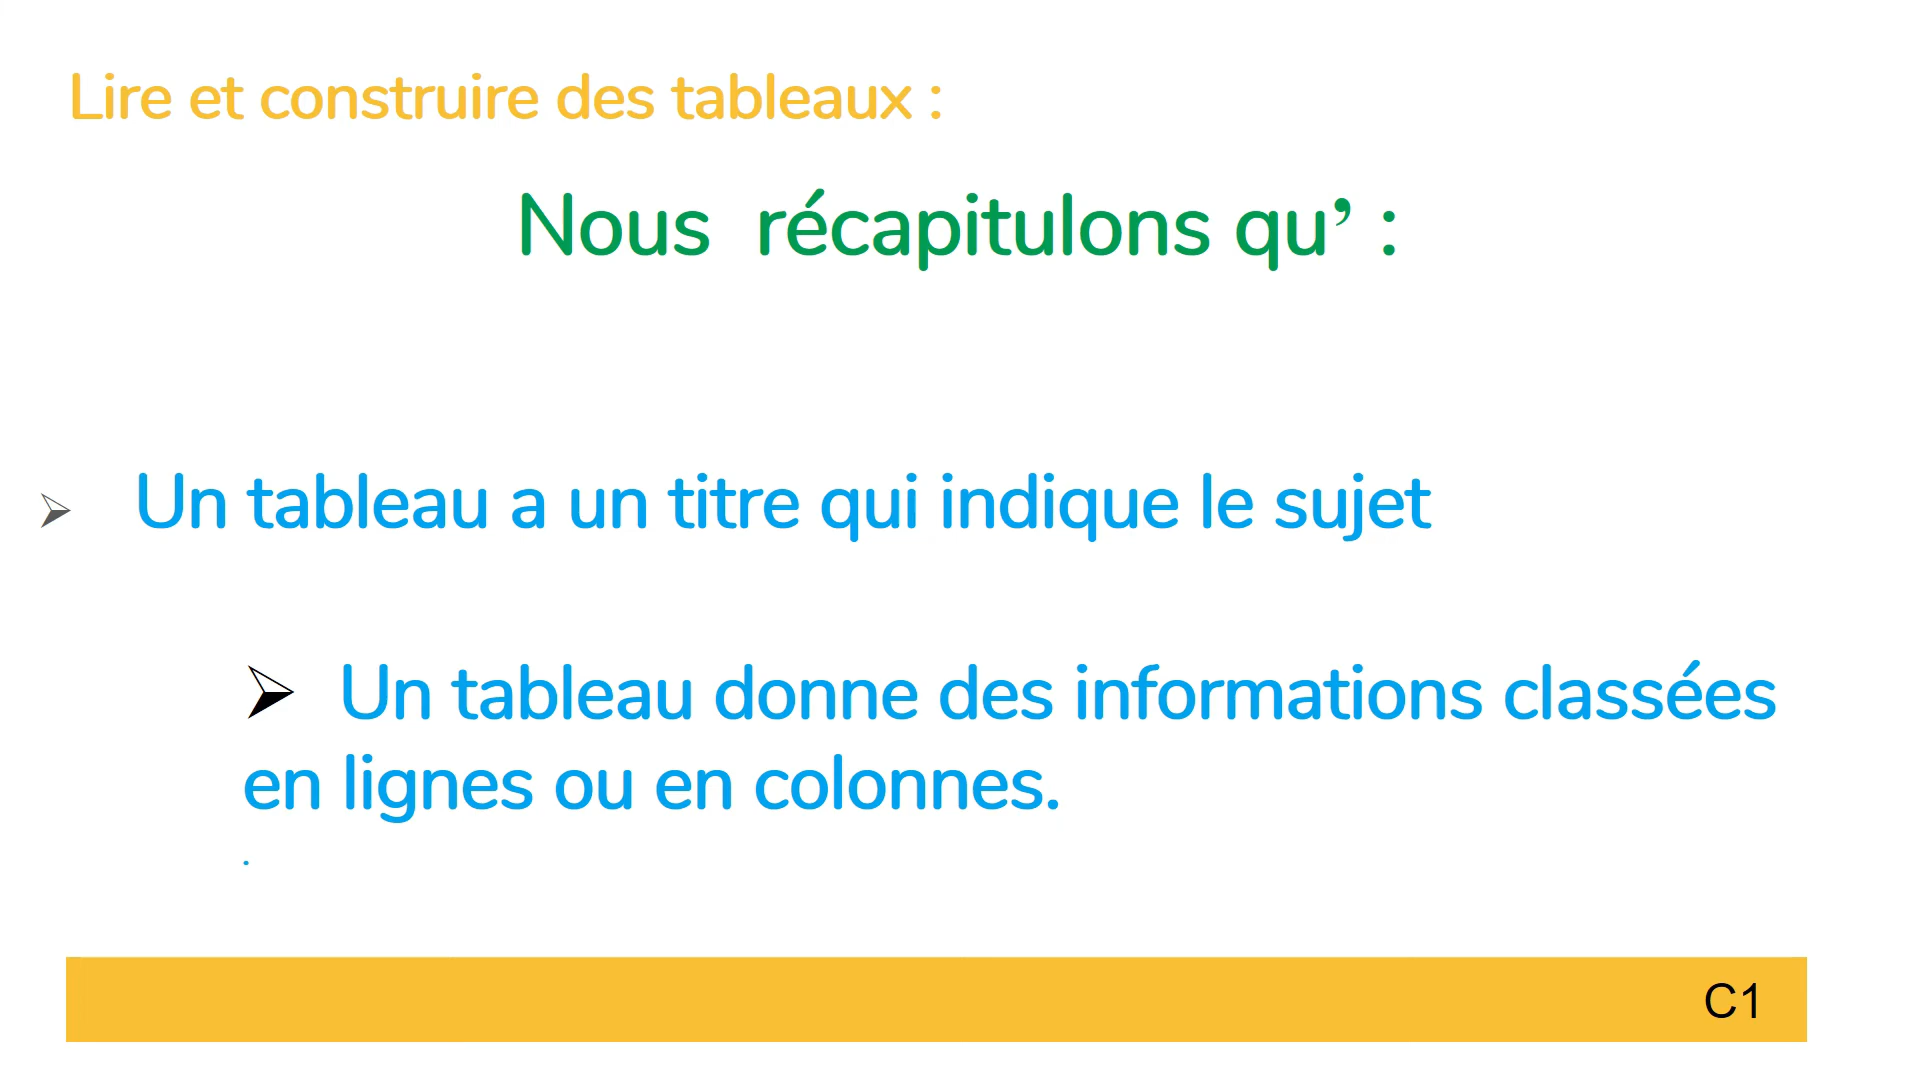 Lire et construire des tableaux :
Nous  récapitulons qu’ :
➢ Un tableau a un titre qui indique le sujet
➢ Un tableau donne des informations classées
en lignes ou en colonnes.
.
C1